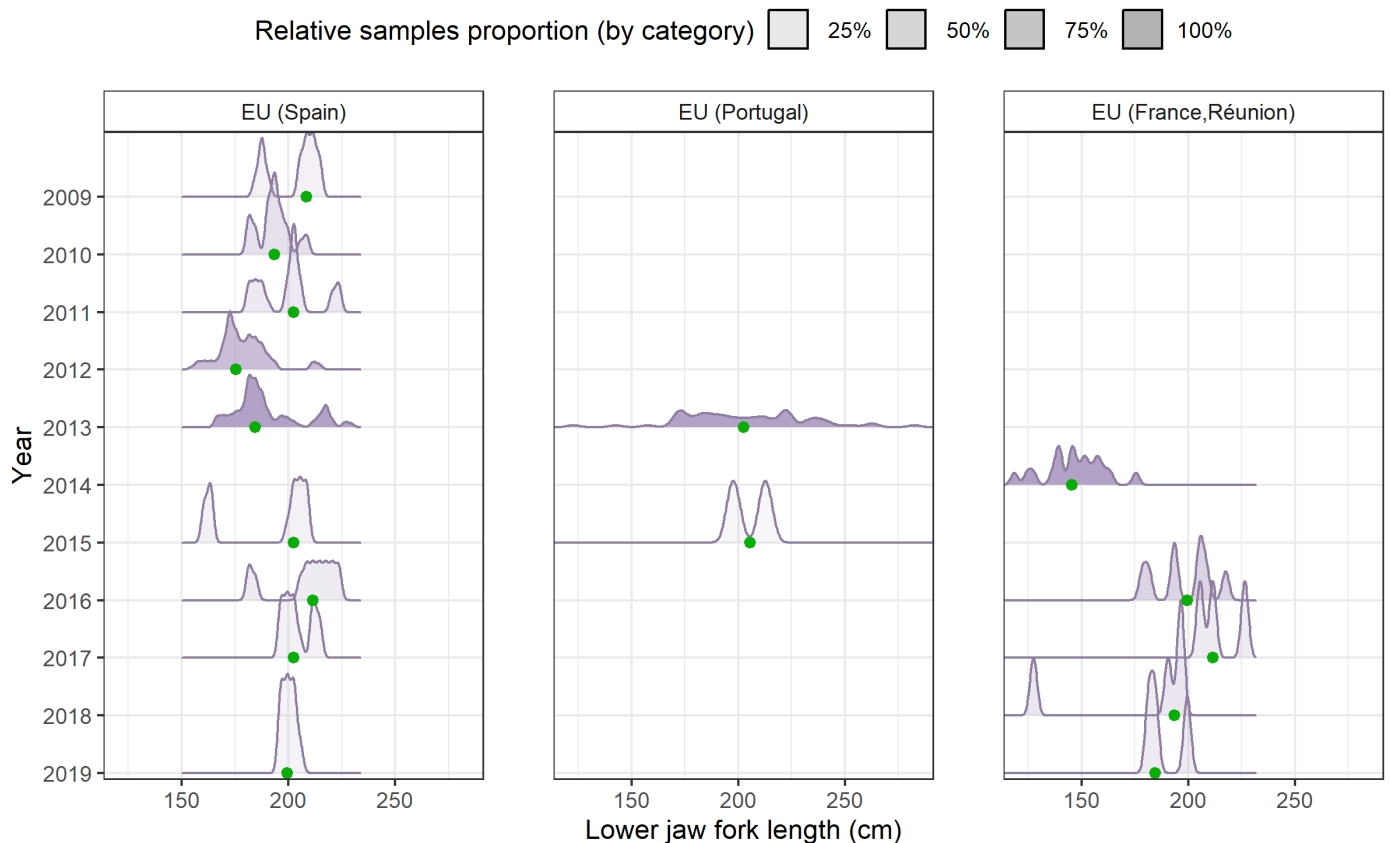 Relative samples proportion (by category) 25% 50% 75% 100%
EU (Spain) EU (Portugal) EU (France,Réunion)
Year
2009
2010
2011
2012
2013
2014
2015
2016
2017
2018
2019
150 200 250 150 200 250 150 200 250
Lower jaw fork length (cm)